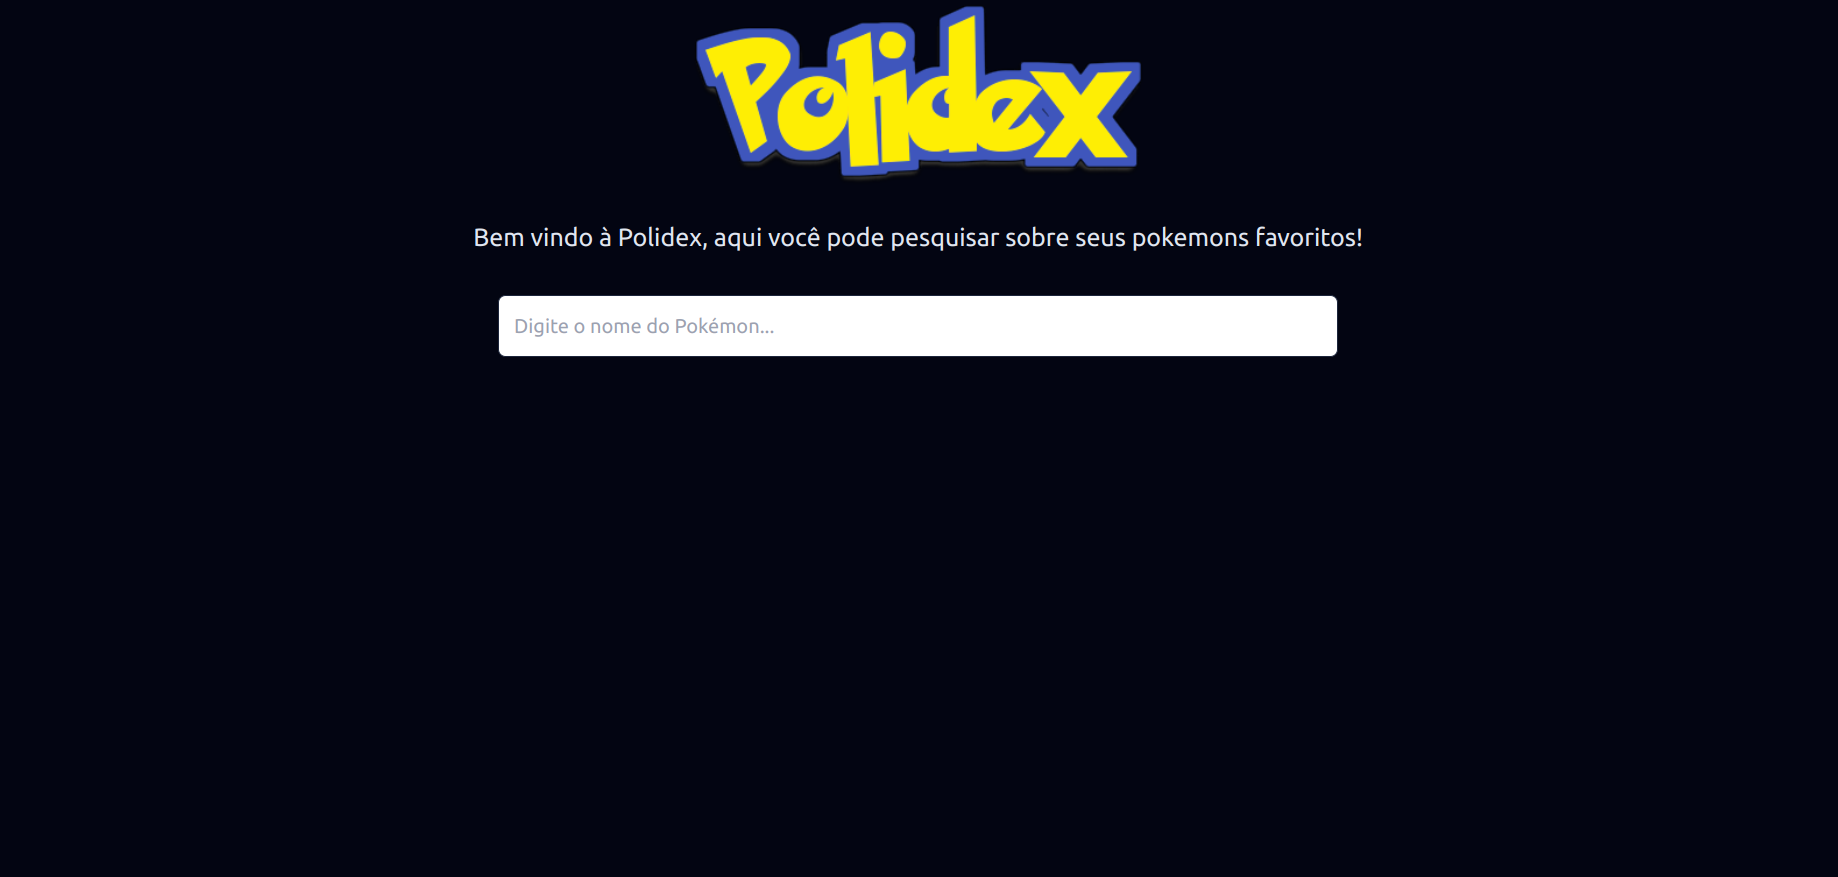 Polidex
Bem vindo à Polidex, aqui você pode pesquisar sobre seus pokemons favoritos!
Digite o nome do Pokémon...